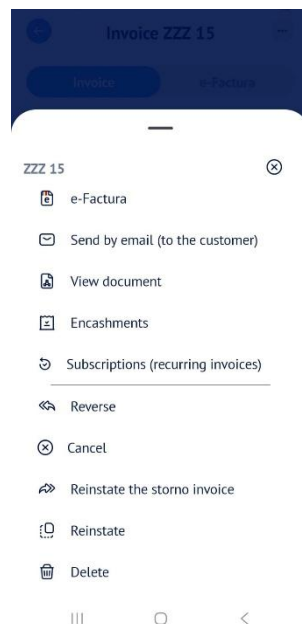 Invoice ZZZ 15
Invoice
e-Factura
ZZZ 15
e-Factura
Send by email (to the customer)
View document
Encashments
Subscriptions (recurring invoices)
Reverse
Cancel
Reinstate the storno invoice
Reinstate
Delete